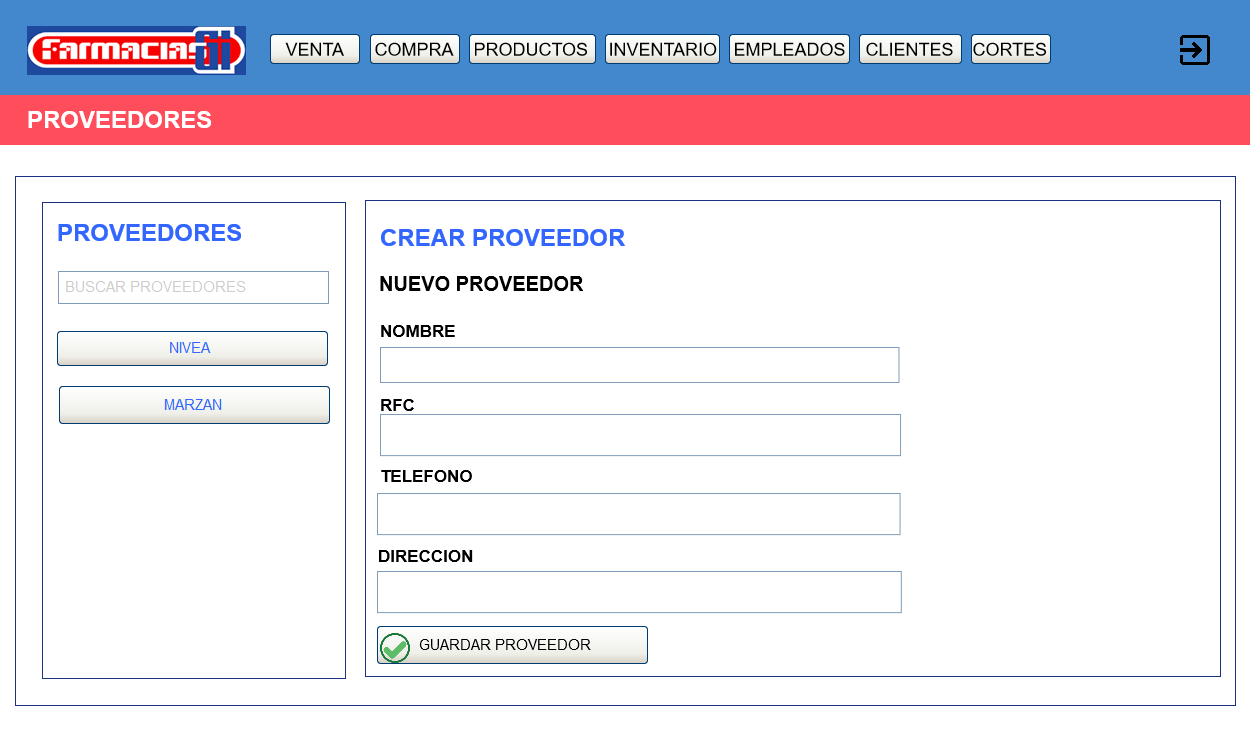 Farmacias GI
VENTA COMPRA PRODUCTOS INVENTARIO EMPLEADOS CLIENTES CORTES
PROVEEDORES
PROVEEDORES
BUSCAR PROVEEDORES
NIVEA
MARZAN
CREAR PROVEEDOR
NUEVO PROVEEDOR
NOMBRE
RFC
TELEFONO
DIRECCION
GUARDAR PROVEEDOR